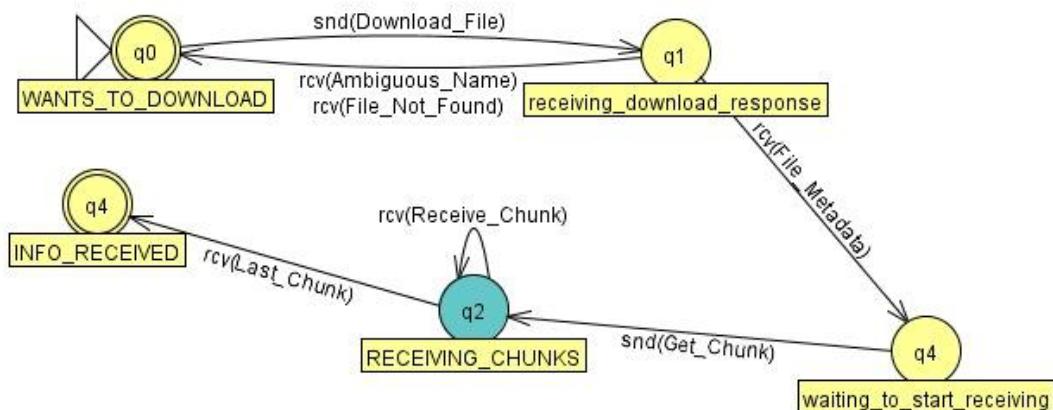 snd(Download_File)
q0
q1
rcv(Ambiguous_Name)
rcv(File_Not_Found)
WANTS_TO_DOWNLOAD
receiving_download_response
rcv(File_Metadata)
q4
INFO_RECEIVED
rcv(Receive_Chunk)
rcv(Last_Chunk)
q2
RECEIVING_CHUNKS
snd(Get_Chunk)
q4
waiting_to_start_receiving